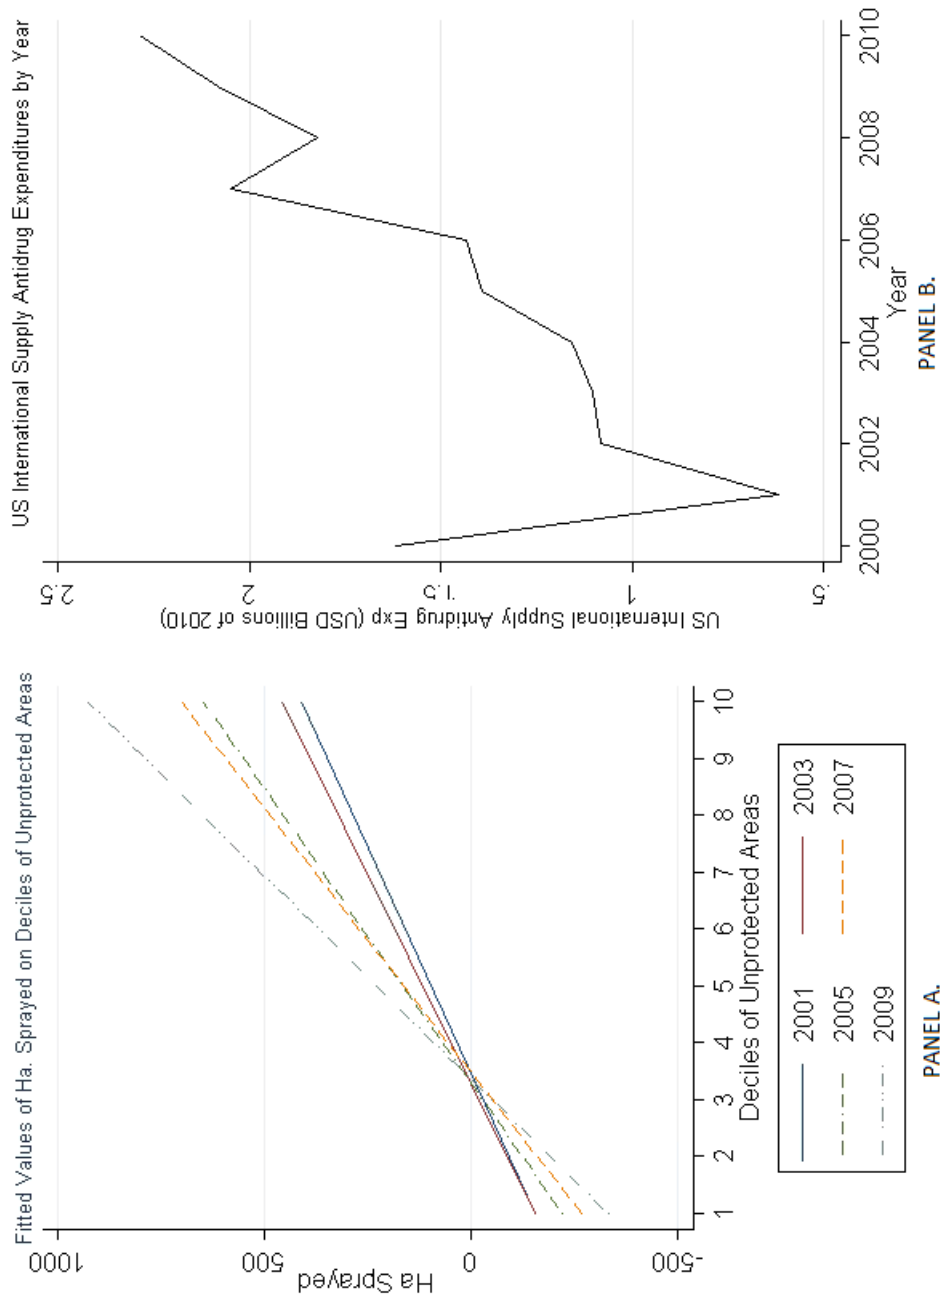 Fitted Values of Ha. Sprayed on Deciles of Unprotected Areas
Ha Sprayed
1000
500
0
-500
1 2 3 4 5 6 7 8 9 10
Deciles of Unprotected Areas
2001 2003
2005 2007
2009
PANEL A.
US International Supply Antidrug Expenditures by Year
US International Supply Antidrug Exp (USD Billions of 2010)
2.5
2
1.5
1
.5
2000 2002 2004 2006 2008 2010
Year
PANEL B.